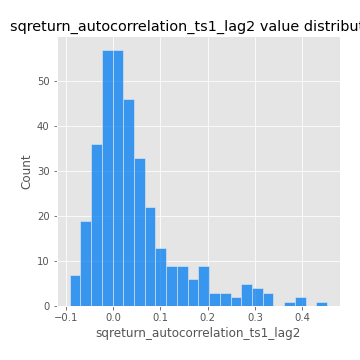 sqreturn_autocorrelation_ts1_lag2 value distribut
50
40
30
20
10
0
Count
−0.1 0.0 0.1 0.2 0.3 0.4
sqreturn_autocorrelation_ts1_lag2